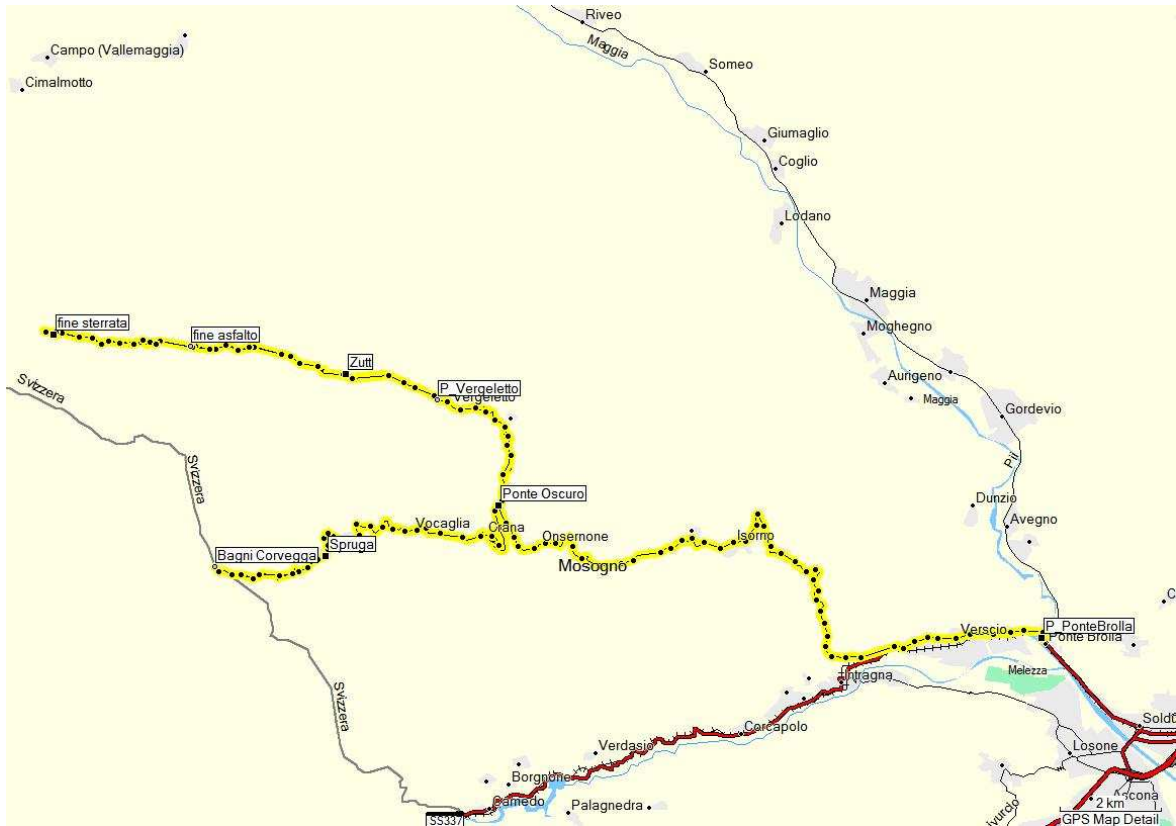 Riveo
Maggia
Campo (Vallemaggia)
Someo
Cimalmotto
Giumaglio
Coglio
Lodano
Maggia
Moghegno
fine sterrata
fine asfalto
Zutt
Aurigeno
Maggia
P_Vergeletto
Vergeletto
Gordevio
Svizzera
Pil
Svizzera
Ponte Oscuro
Dunzio
Vocaglia
Crana
Onsernone
Isorno
Avegno
Spruga
Bagni Corvegga
Mosogno
C
Verscio
P_PonteBrolla
Ponte Brolla
Svizzera
Intragna
Melezza
Corcapolo
Verdasio
Losone
Borgnone
Camedo
Palagnedra
SS337
2 km
GPS Map Detail